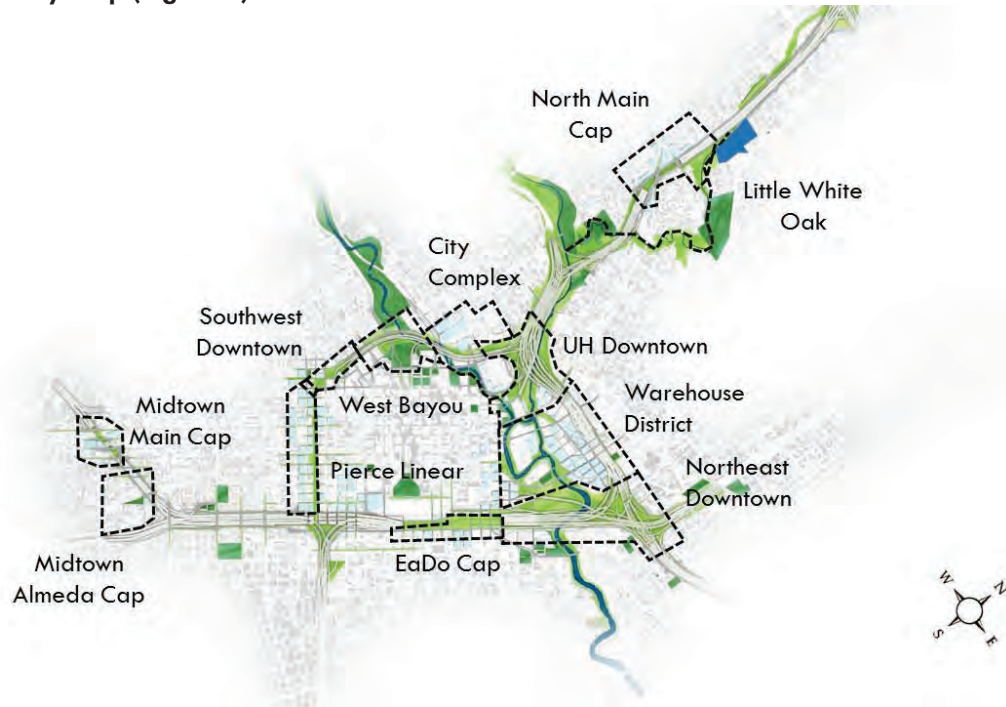 North Main
Cap
Little White
Oak
City
Complex
Southwest
Downtown
UH Downtown
West Bayou
Warehouse
District
Midtown
Main Cap
Pierce Linear
Northeast
Downtown
EaDo Cap
Midtown
Almeda Cap
W
N
S
E